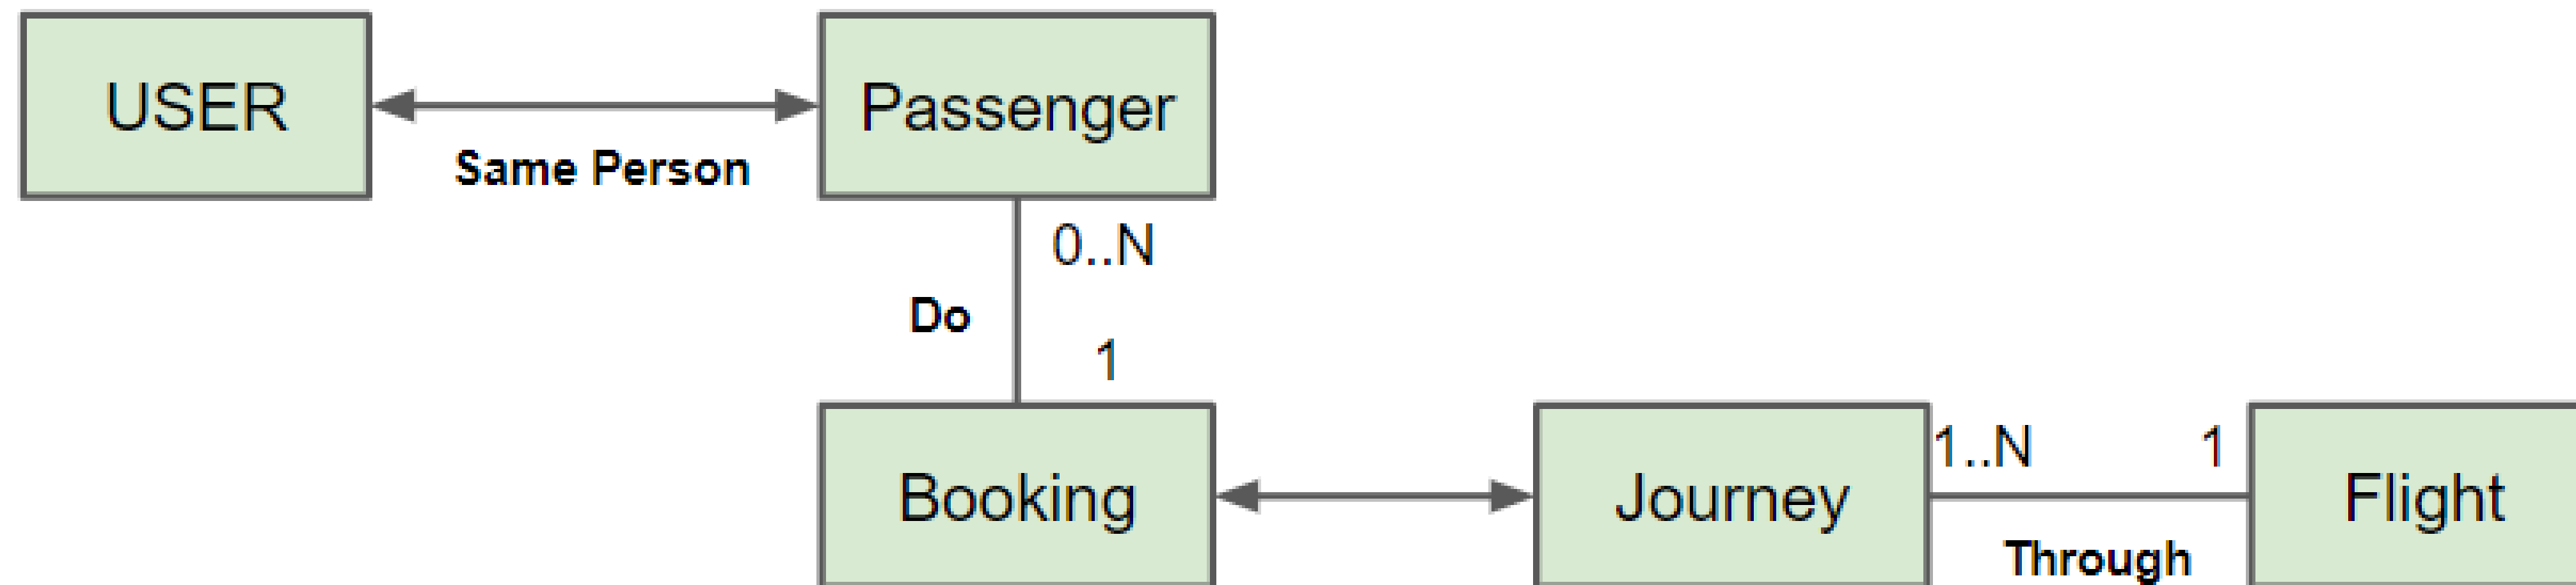 USER
Passenger
Same Person
0..N
Do
1
Booking
Journey
1..N
1
Flight
Through